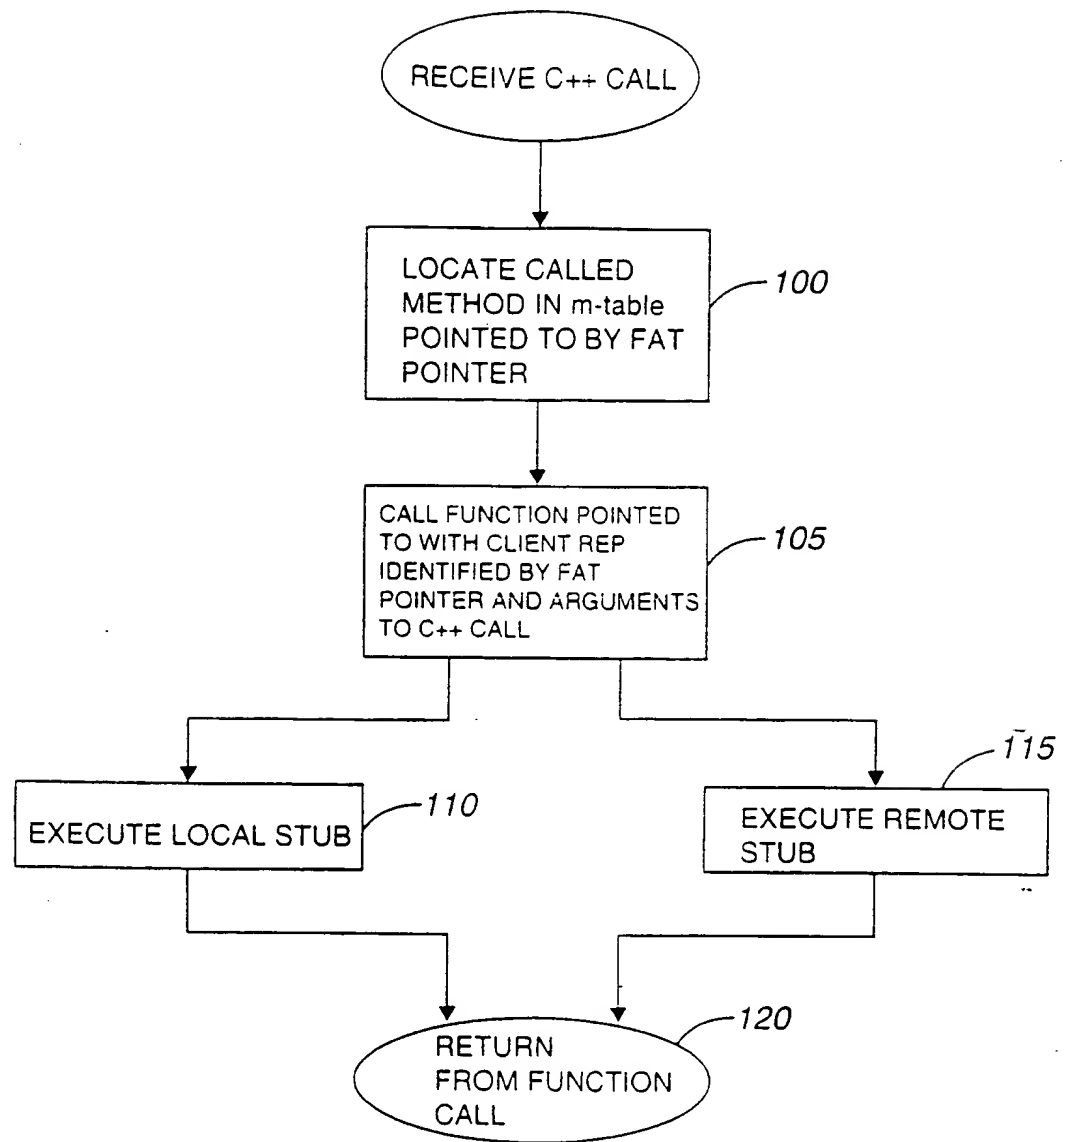 RECEIVE C++ CALL
LOCATE CALLED
METHOD IN m-table
POINTED TO BY FAT
POINTER
100
CALL FUNCTION POINTED
TO WITH CLIENT REP
IDENTIFIED BY FAT
POINTER AND ARGUMENTS
TO C++ CALL
105
EXECUTE LOCAL STUB
110
EXECUTE REMOTE
STUB
115
RETURN
FROM FUNCTION
CALL
120